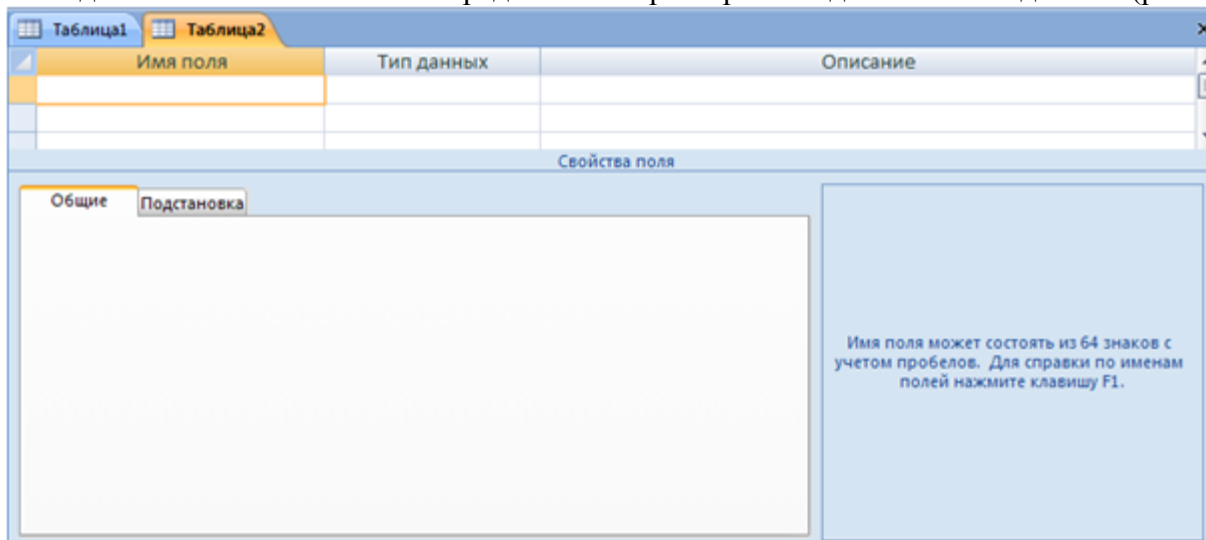 Таблица1 Таблица2
Имя поля Тип данных Описание
Свойства поля
Общие Подстановка
Имя поля может состоять из 64 знаков с
учетом пробелов. Для справки по именам
полей нажмите клавишу F1.